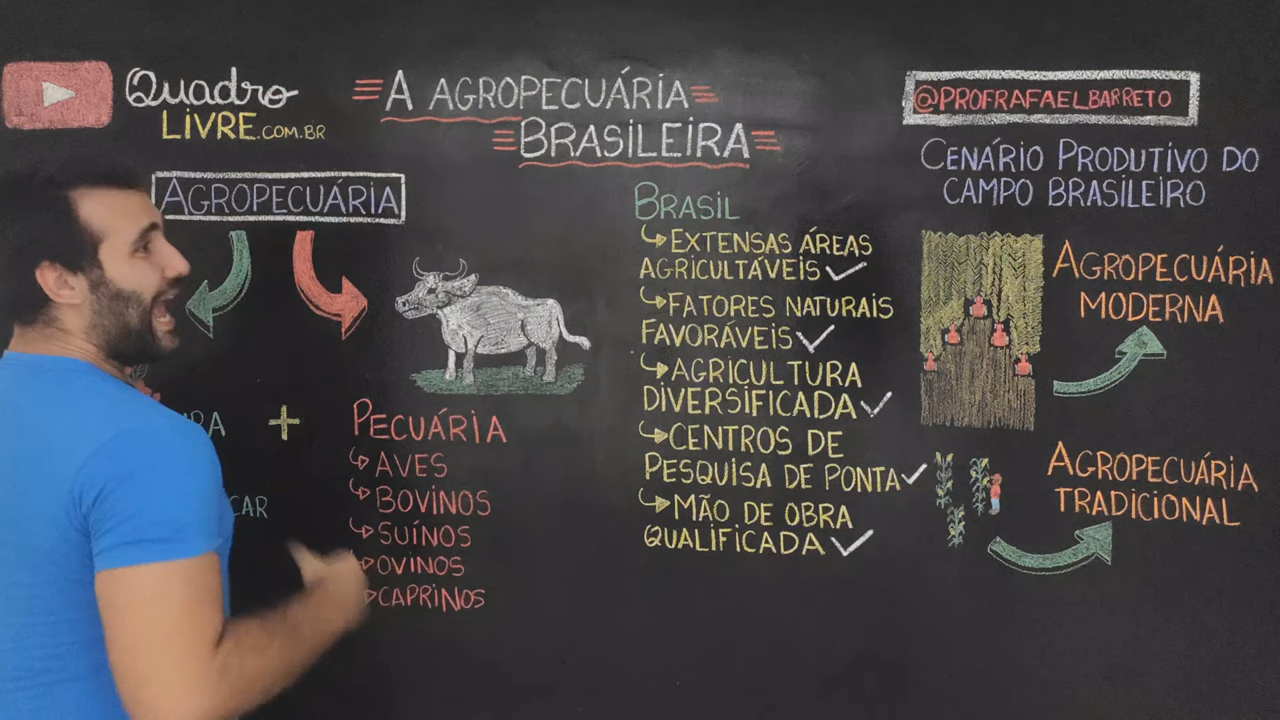 Quadro
LIVRE.COM.BR
A AGROPECUÁRIA
BRASILEIRA
@PROFRAFAELBARRETO
AGROPECUÁRIA
+
PECUÁRIA
AVES
BOVINOS
SUÍNOS
OVINOS
CAPRINOS
BRASIL
EXTENSAS ÁREAS
AGRICULTÁVEIS
FATORES NATURAIS
FAVORÁVEIS
AGRICULTURA
DIVERSIFICADA
CENTROS DE
PESQUISA DE PONTA
MÃO DE OBRA
QUALIFICADA
CENÁRIO PRODUTIVO DO
CAMPO BRASILEIRO
AGROPECUÁRIA
MODERNA
AGROPECUÁRIA
TRADICIONAL